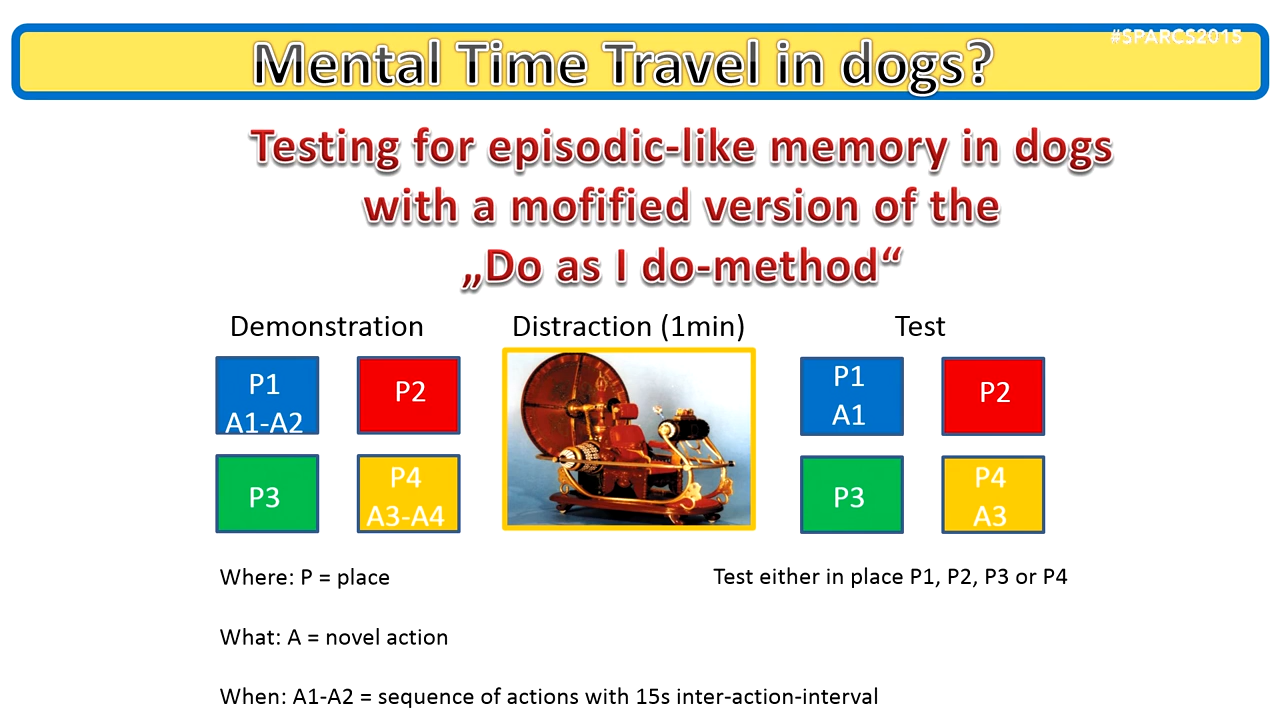 #SPARCS2015
Mental Time Travel in dogs?
Testing for episodic-like memory in dogs
with a mofified version of the
„Do as I do-method“
Demonstration
Distraction (1min)
Test
P1
A1-A2
P2
P3
P4
A3-A4
P1
A1
P2
P3
P4
A3
Where: P = place
Test either in place P1, P2, P3 or P4
What: A = novel action
When: A1-A2 = sequence of actions with 15s inter-action-interval